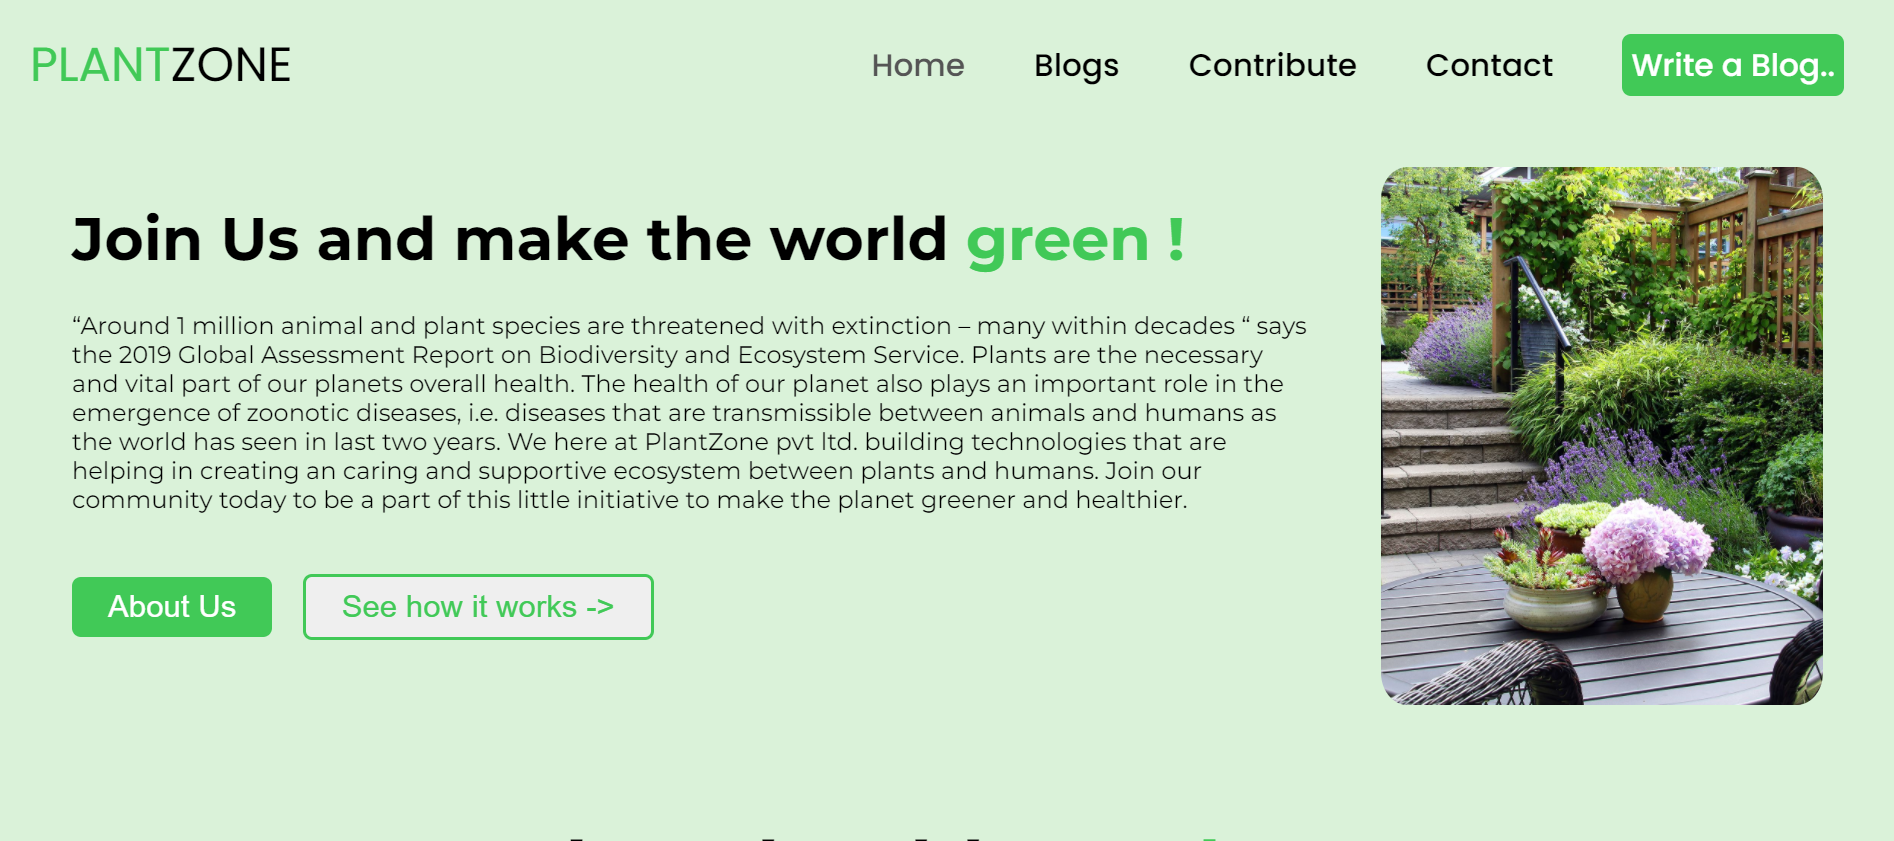 PLANTZONE
Home Blogs Contribute Contact Write a Blog..
Join Us and make the world green !
“Around 1 million animal and plant species are threatened with extinction – many within decades “ says
the 2019 Global Assessment Report on Biodiversity and Ecosystem Service. Plants are the necessary
and vital part of our planets overall health. The health of our planet also plays an important role in the
emergence of zoonotic diseases, i.e. diseases that are transmissible between animals and humans as
the world has seen in last two years. We here at PlantZone pvt ltd. building technologies that are
helping in creating an caring and supportive ecosystem between plants and humans. Join our
community today to be a part of this little initiative to make the planet greener and healthier.
About Us See how it works ->